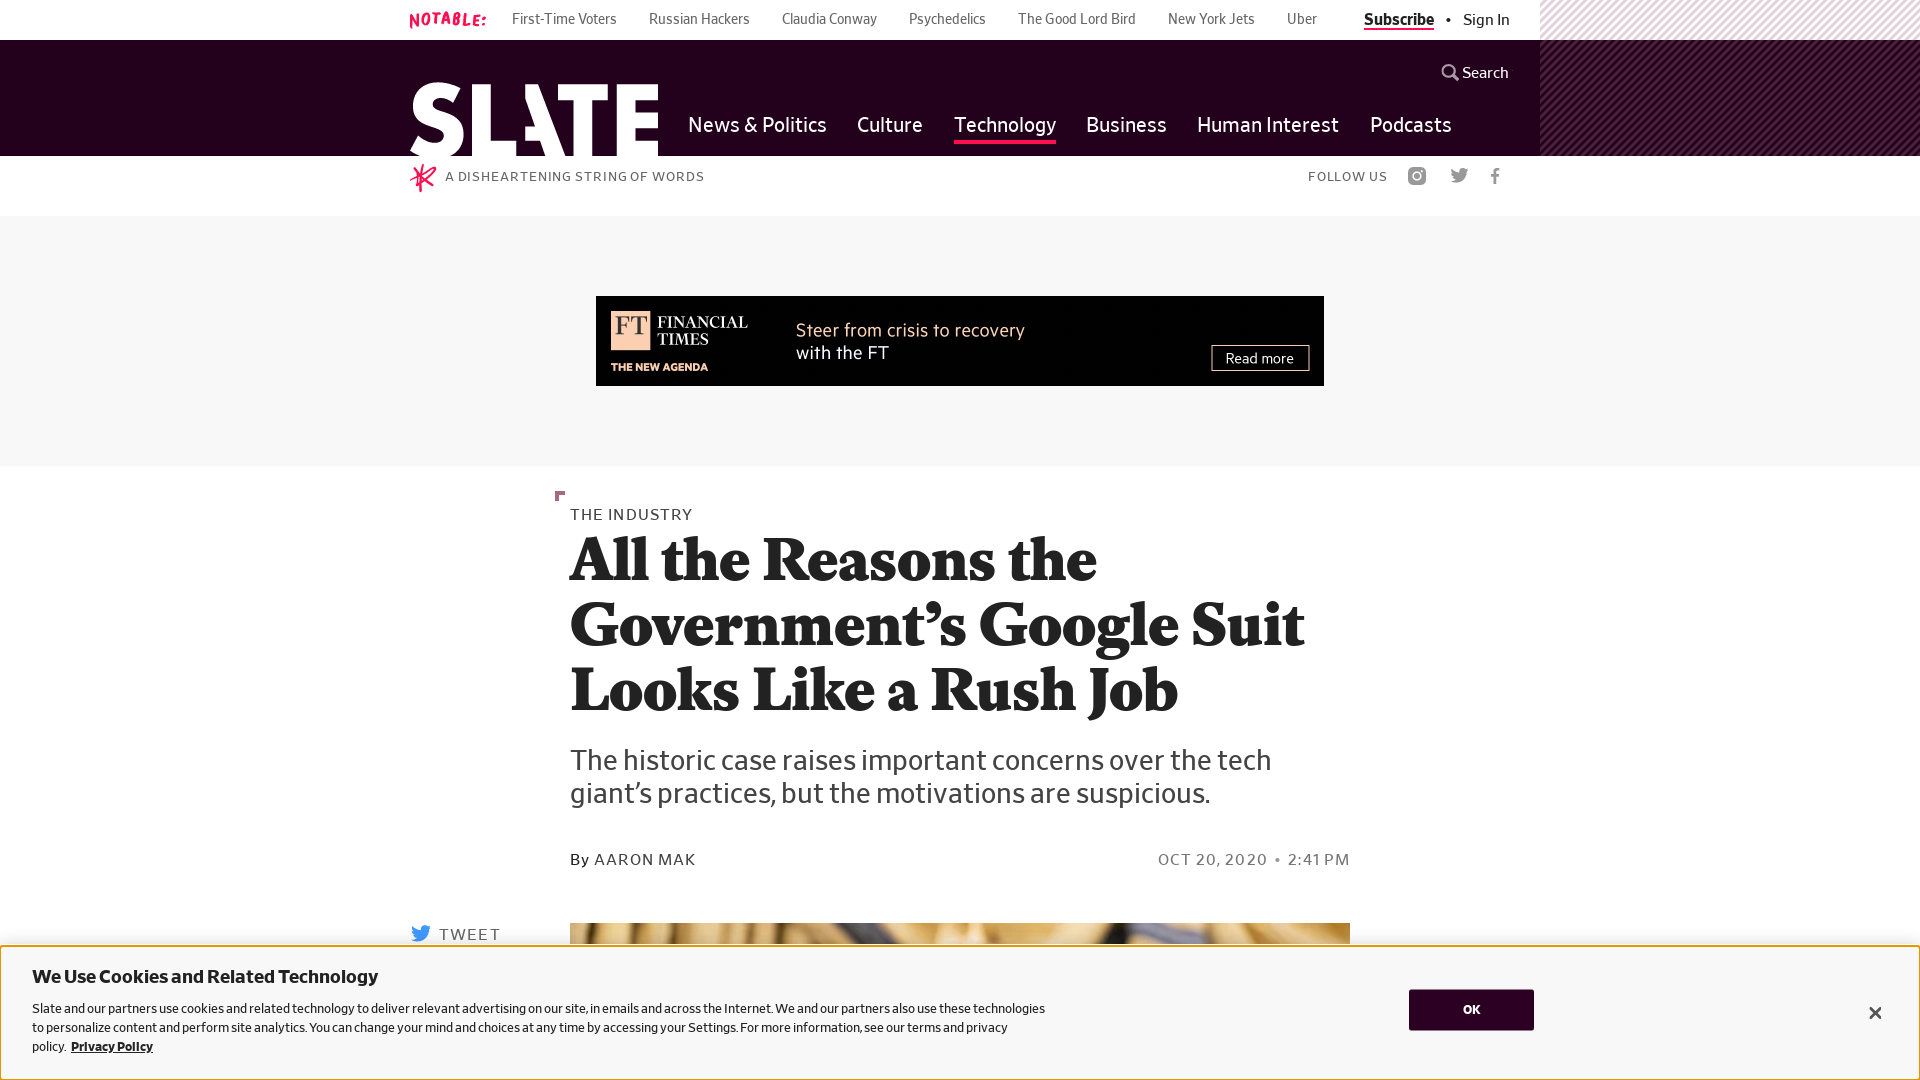 NOTABLE: First-Time Voters Russian Hackers Claudia Conway Psychedelics The Good Lord Bird New York Jets Uber Subscribe • Sign In
Search
SLATE News & Politics Culture Technology Business Human Interest Podcasts
A DISHEARTENING STRING OF WORDS FOLLOW US
FT FINANCIAL TIMES
THE NEW AGENDA
Steer from crisis to recovery
with the FT
Read more
THE INDUSTRY
All the Reasons the
Government’s Google Suit
Looks Like a Rush Job
The historic case raises important concerns over the tech
giant’s practices, but the motivations are suspicious.
By AARON MAK OCT 20, 2020 • 2:41 PM
TWEET
We Use Cookies and Related Technology
Slate and our partners use cookies and related technology to deliver relevant advertising on our site, in emails and across the Internet. We and our partners also use these technologies
to personalize content and perform site analytics. You can change your mind and choices at any time by accessing your Settings. For more information, see our terms and privacy
policy. Privacy Policy
OK